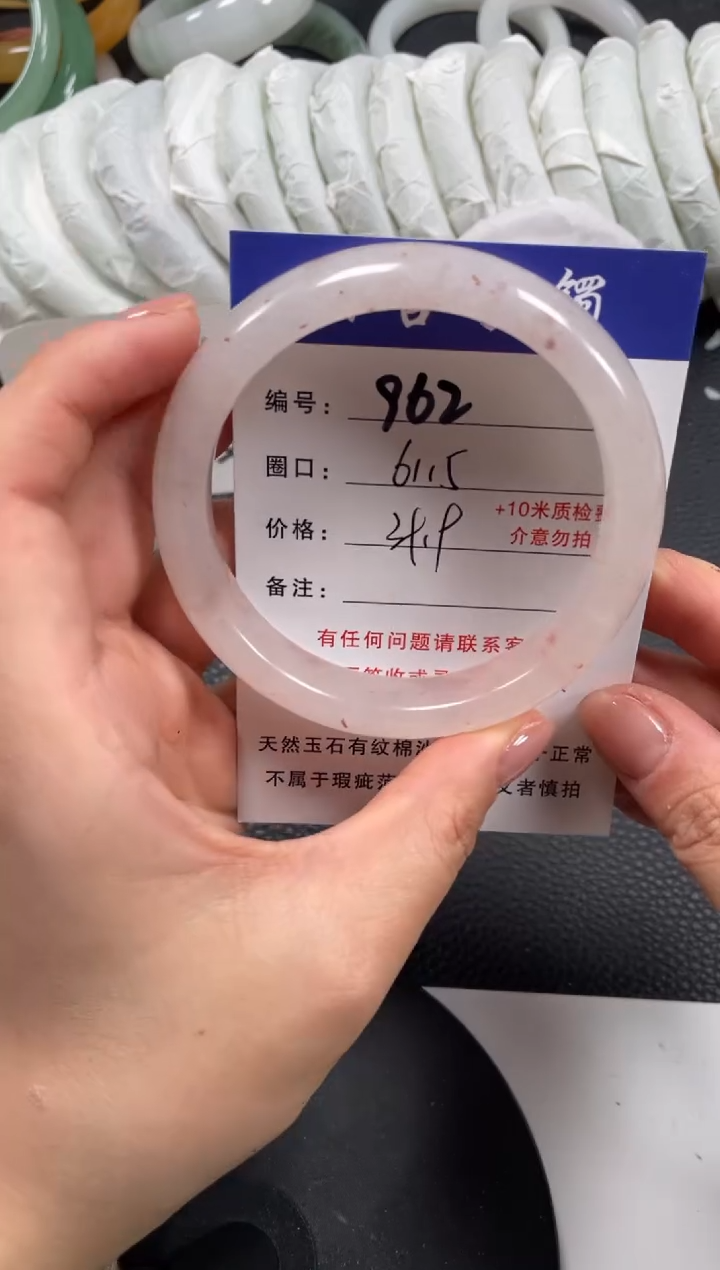 镯
编号： 962
圈口： 61.5
价格：
+10米质检费
介意勿拍
备注：
有任何问题请联系客
天然玉石有纹棉 正常
不属于瑕疵 者慎拍